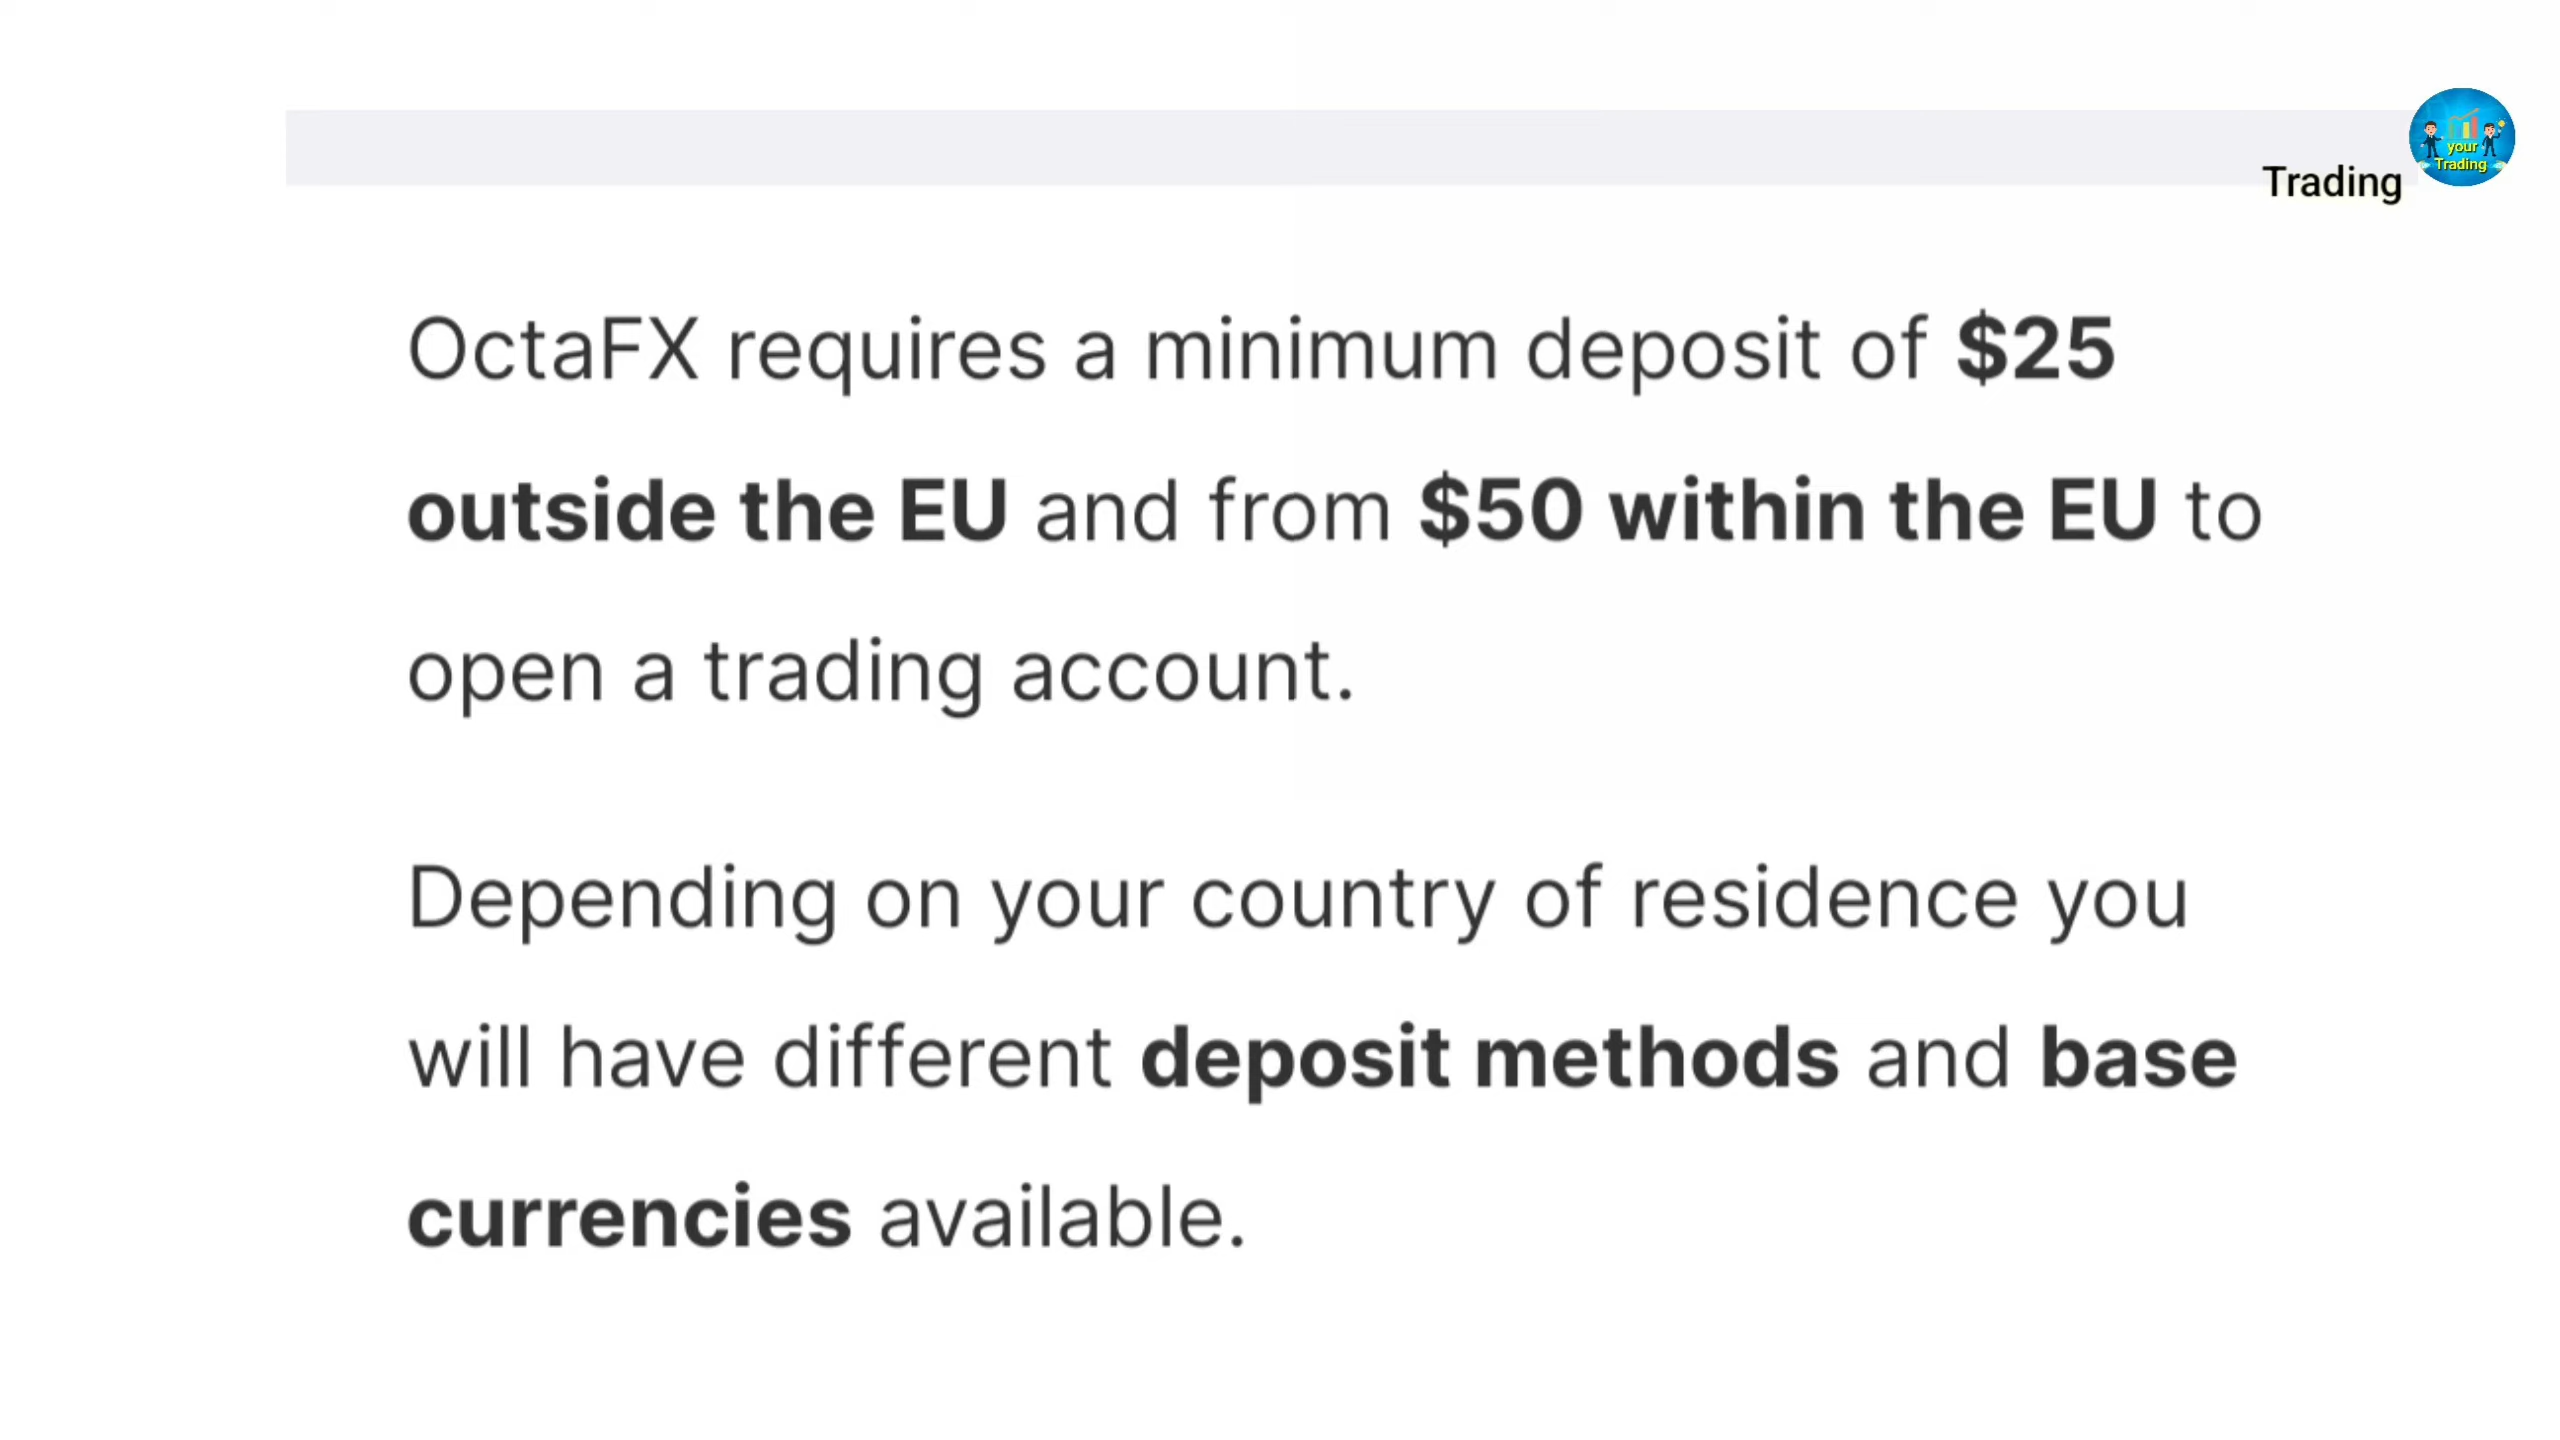 your
Trading
Trading
OctaFX requires a minimum deposit of $25
outside the EU and from $50 within the EU to
open a trading account.
Depending on your country of residence you
will have different deposit methods and base
currencies available.